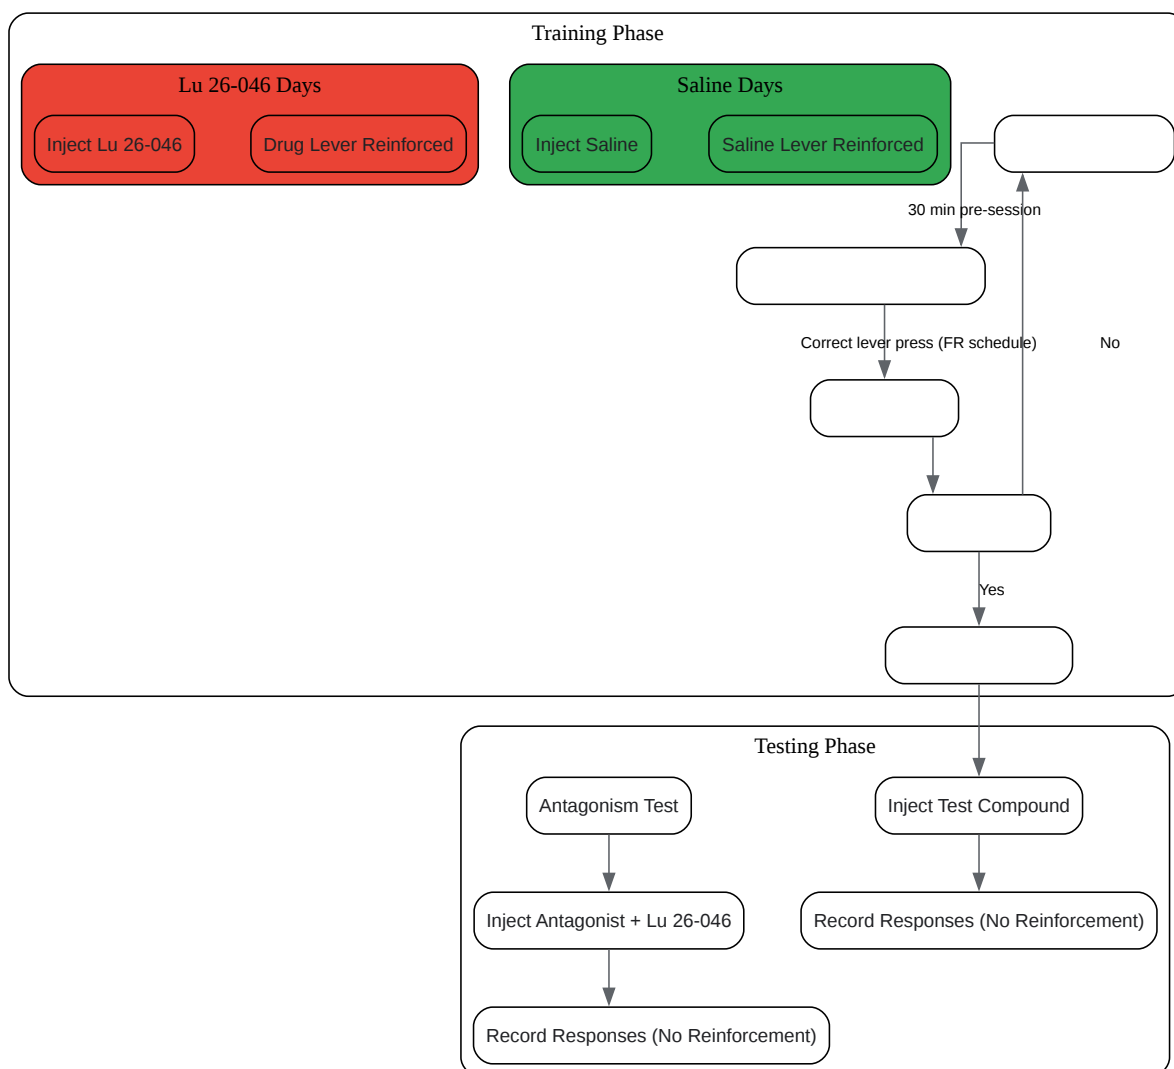 Training Phase
Lu 26-046 Days
Saline Days
Inject Lu 26-046
Drug Lever Reinforced
Inject Saline
Saline Lever Reinforced
30 min pre-session
Correct lever press (FR schedule)
No
Yes
Testing Phase
Antagonism Test
Inject Test Compound
Inject Antagonist + Lu 26-046
Record Responses (No Reinforcement)
Record Responses (No Reinforcement)